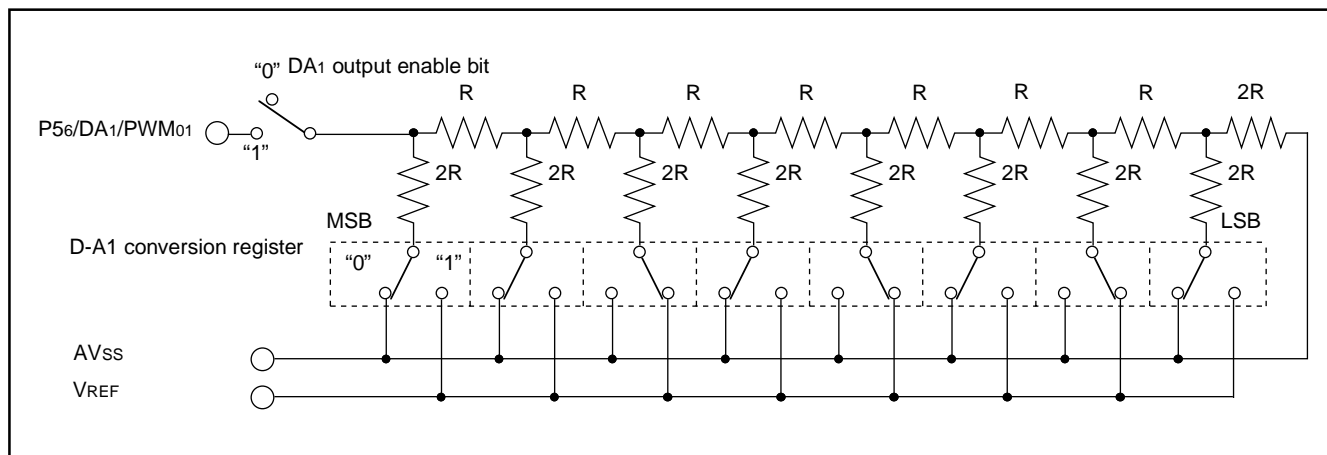 “0” DA1 output enable bit
R R R R R R R 2R
P56/DA1/PWM01
“1”
2R 2R 2R 2R 2R 2R 2R 2R
MSB LSB
D-A1 conversion register
“0” “1”
AVSS
VREF